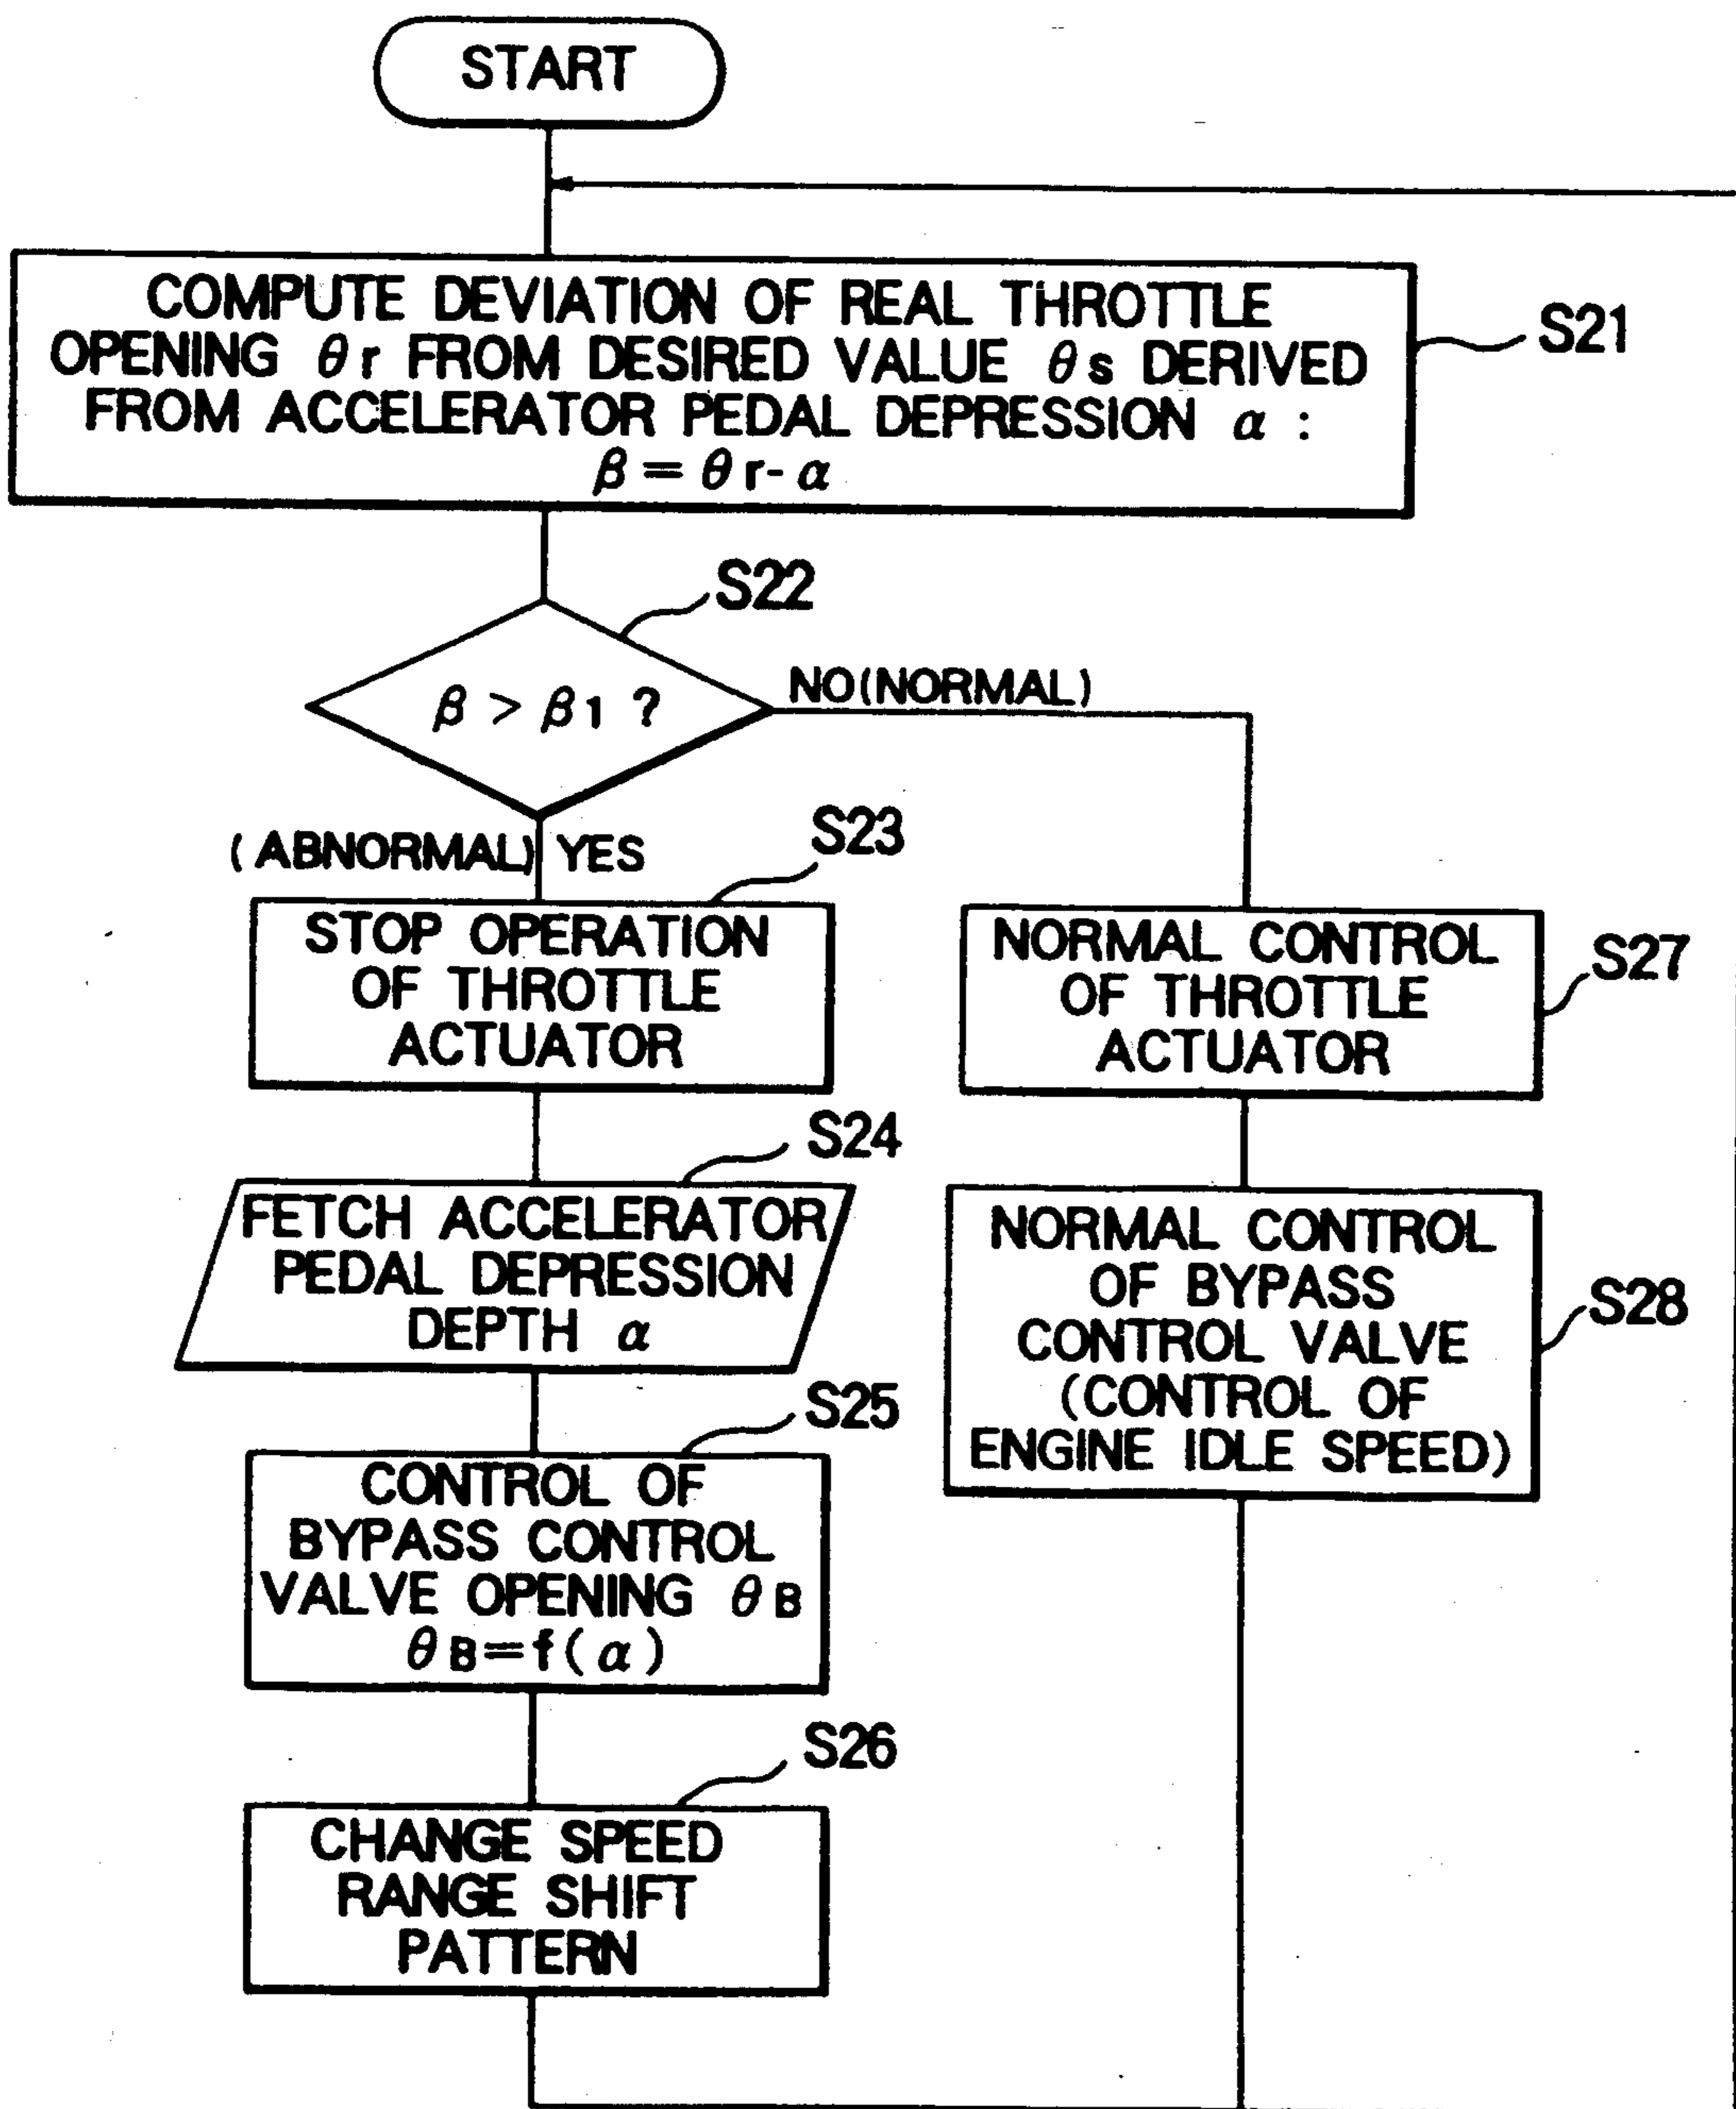 START
COMPUTE DEVIATION OF REAL THROTTLE
OPENING θr FROM DESIRED VALUE θs DERIVED
FROM ACCELERATOR PEDAL DEPRESSION α :
β = θr-α
S21
S22
β > β1 ?
NO(NORMAL)
(ABNORMAL) YES
S23
STOP OPERATION
OF THROTTLE
ACTUATOR
NORMAL CONTROL
OF THROTTLE
ACTUATOR
S27
S24
FETCH ACCELERATOR
PEDAL DEPRESSION
DEPTH α
NORMAL CONTROL
OF BYPASS
CONTROL VALVE
(CONTROL OF
ENGINE IDLE SPEED)
S28
S25
CONTROL OF
BYPASS CONTROL
VALVE OPENING θB
θB=f(α)
S26
CHANGE SPEED
RANGE SHIFT
PATTERN